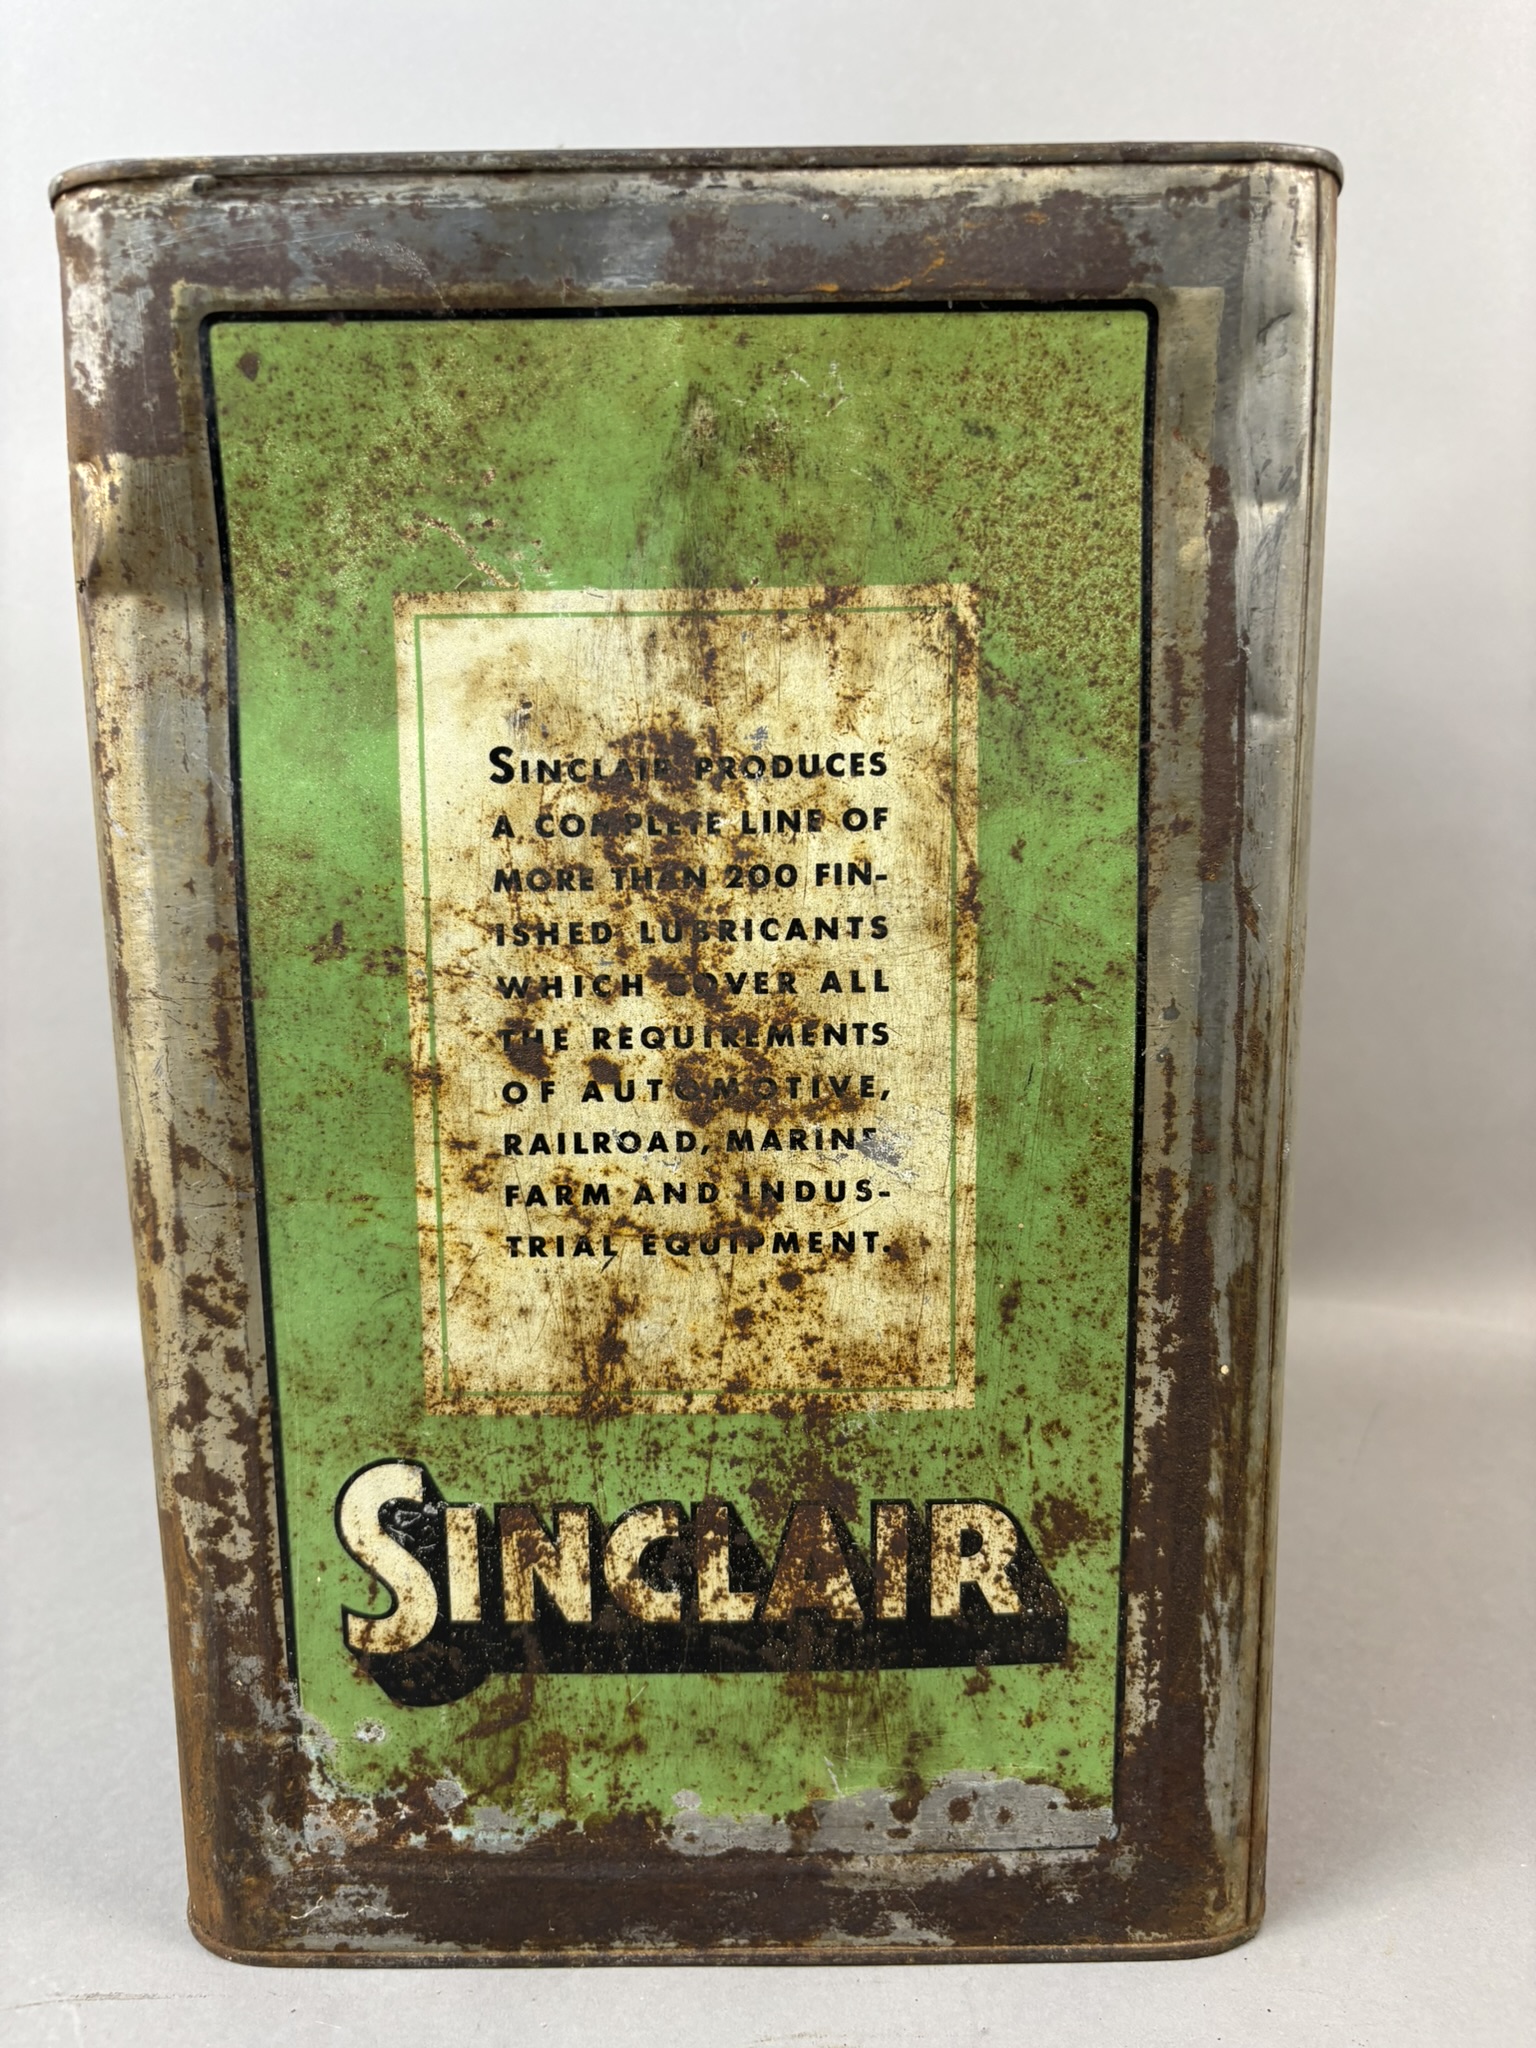 SINCLAIR PRODUCES
A COMPLETE LINE OF
MORE THAN 200 FIN-
ISHED LUBRICANTS
WHICH COVER ALL
THE REQUIREMENTS
OF AUTOMOTIVE,
RAILROAD, MARINE
FARM AND INDUS-
TRIAL EQUIPMENT.
SINCLAIR